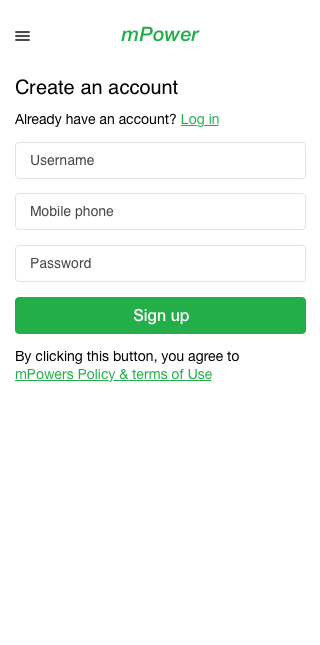 mPower
Create an account
Already have an account? Log in
Username
Mobile phone
Password
Sign up
By clicking this button, you agree to
mPowers Policy & terms of Use